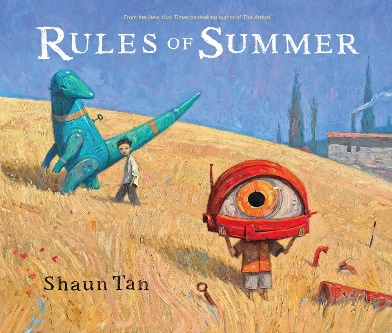 From the New York Times bestselling author of The Arrival
RULES OF SUMMER
Shaun Tan